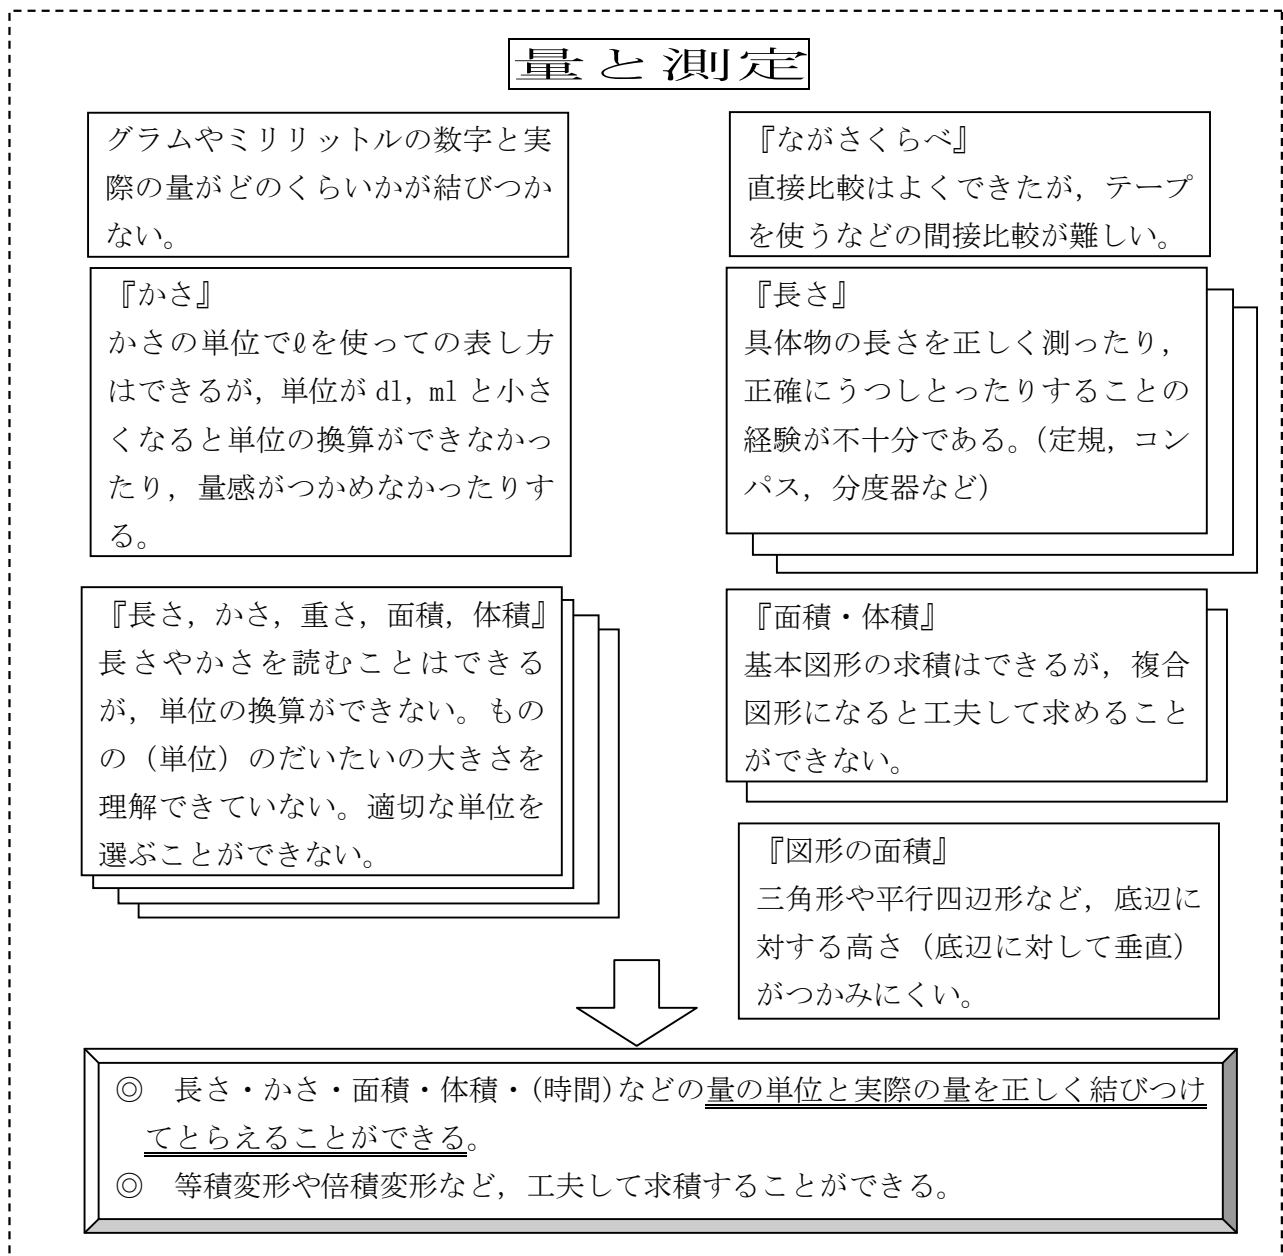 量と測定
グラムやミリリットルの数字と実
際の量がどのくらいかが結びつか
ない。
『かさ』
かさの単位でℓを使っての表し方
はできるが，単位が dl，ml と小さ
くなると単位の換算ができなかっ
たり，量感がつかめなかったりす
る。
『長さ，かさ，重さ，面積，体積』
長さやかさを読むことはできる
が，単位の換算ができない。もの
の（単位）のだいたいの大きさを
理解できていない。適切な単位を
選ぶことができない。
『ながさくらべ』
直接比較はよくできたが，テープ
を使うなどの間接比較が難しい。
『長さ』
具体物の長さを正しく測ったり，
正確にうつしとったりすることの
経験が不十分である。（定規，コン
パス，分度器など）
『面積・体積』
基本図形の求積はできるが，複合
図形になると工夫して求めること
ができない。
『図形の面積』
三角形や平行四辺形など，底辺に
対する高さ（底辺に対して垂直）
がつかみにくい。
◎　長さ・かさ・面積・体積・(時間)などの量の単位と実際の量を正しく結びつけ
てとらえることができる。
◎　等積変形や倍積変形など，工夫して求積することができる。